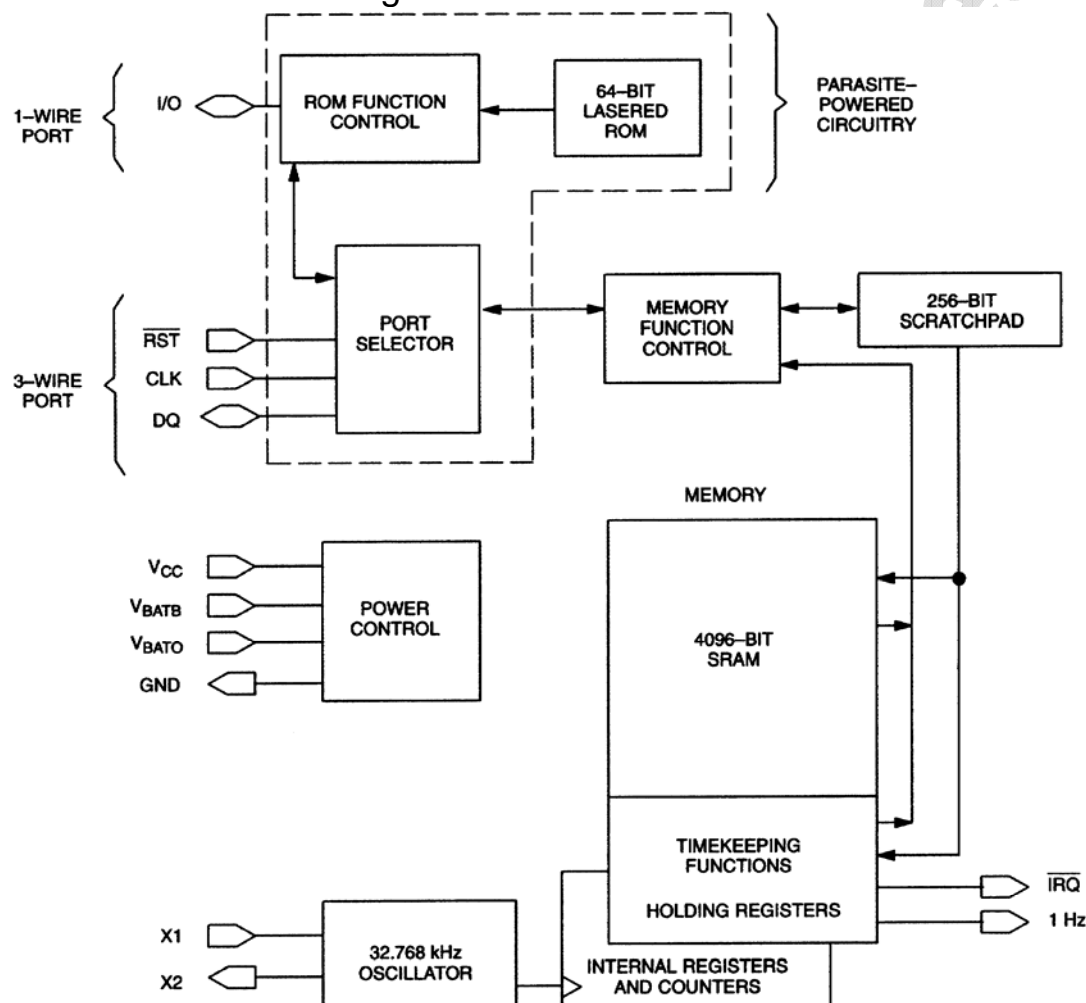 I/O
1–WIRE
PORT
ROM FUNCTION
CONTROL
64–BIT
LASERED
ROM
PARASITE–
POWERED
CIRCUITRY
3–WIRE
PORT
RST
CLK
DQ
PORT
SELECTOR
MEMORY
FUNCTION
CONTROL
256–BIT
SCRATCHPAD
MEMORY
VCC
VBATB
VBATO
GND
POWER
CONTROL
4096–BIT
SRAM
TIMEKEEPING
FUNCTIONS
HOLDING REGISTERS
IRQ
1 Hz
X1
X2
32.768 kHz
OSCILLATOR
INTERNAL REGISTERS
AND COUNTERS